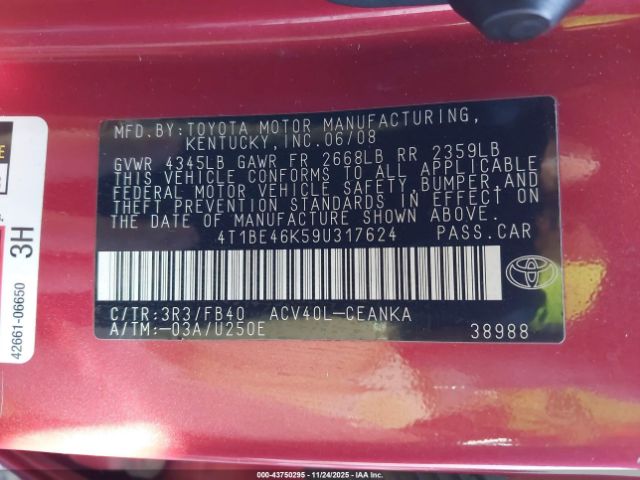 MFD. BY: TOYOTA MOTOR MANUFACTURING,
KENTUCKY, INC. 06/08
GVWR 4345LB GAWR FR 2668LB RR 2359LB
THIS VEHICLE CONFORMS TO ALL APPLICABLE
FEDERAL MOTOR VEHICLE SAFETY, BUMPER, AND
THEFT PREVENTION STANDARDS IN EFFECT ON
THE DATE OF MANUFACTURE SHOWN ABOVE.
4T1BE46K59U317624 PASS. CAR
C/TR: 3R3/FB40 ACV40L-CEANKA
A/TM: -03A/U250E 38988
42661-06650
3H
000-43750295 - 11/24/2025 - IAAI.CA